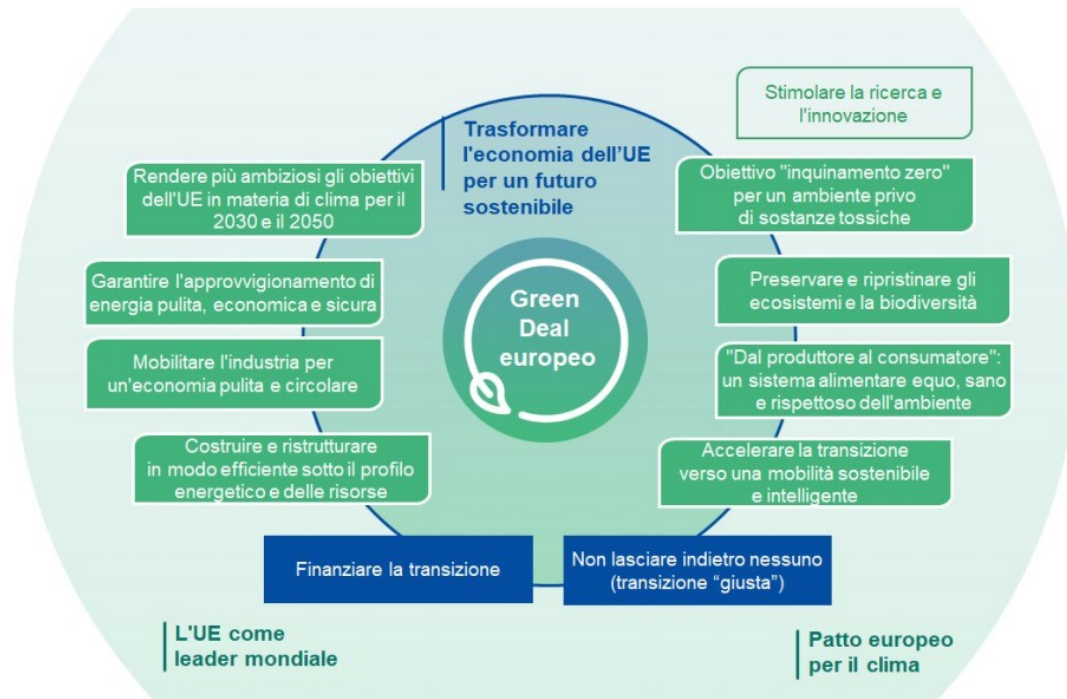 Stimolare la ricerca e
l'innovazione
Trasformare
l'economia dell'UE
per un futuro
sostenibile
Rendere più ambiziosi gli obiettivi
dell'UE in materia di clima per il
2030 e il 2050
Obiettivo "inquinamento zero"
per un ambiente privo
di sostanze tossiche
Garantire l'approvvigionamento di
energia pulita, economica e sicura
Preservare e ripristinare gli
ecosistemi e la biodiversità
Green
Deal
europeo
Mobilitare l'industria per
un'economia pulita e circolare
"Dal produttore al consumatore":
un sistema alimentare equo, sano
e rispettoso dell'ambiente
Costruire e ristrutturare
in modo efficiente sotto il profilo
energetico e delle risorse
Accelerare la transizione
verso una mobilità sostenibile
e intelligente
Finanziare la transizione
Non lasciare indietro nessuno
(transizione “giusta”)
L'UE come
leader mondiale
Patto europeo
per il clima